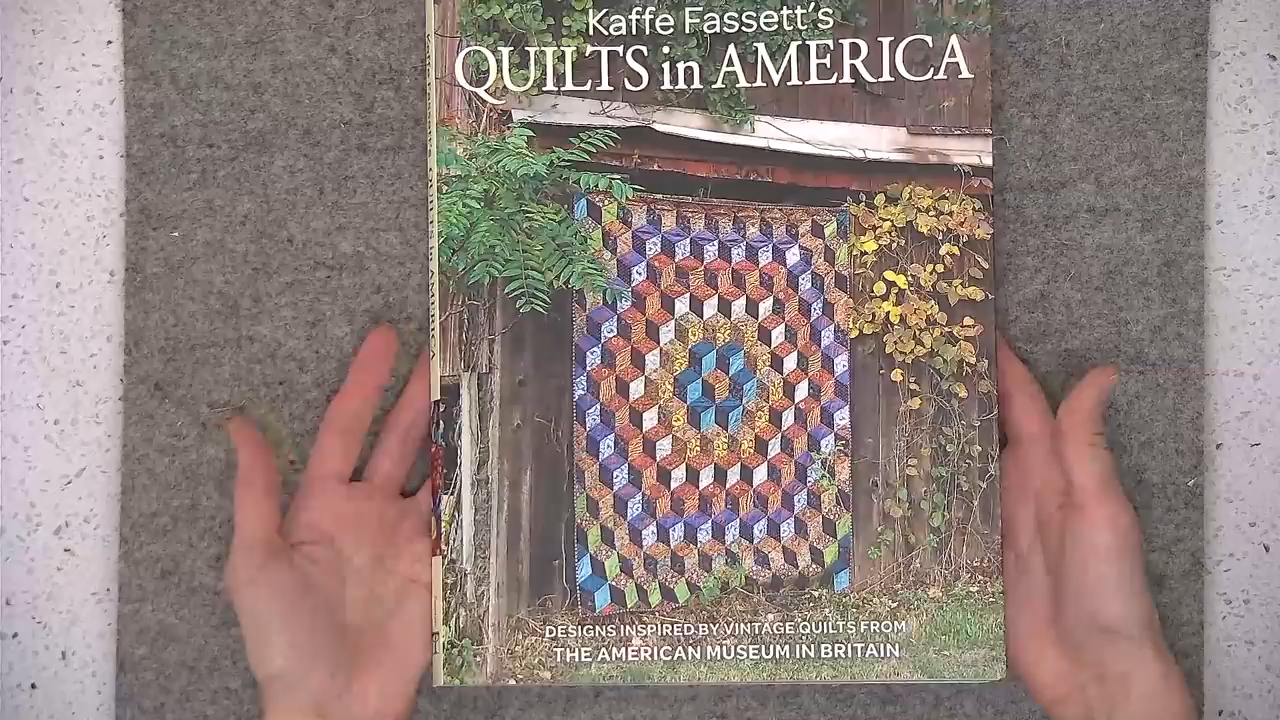 Kaffe Fassett's
QUILTS in AMERICA
DESIGNS INSPIRED BY VINTAGE QUILTS FROM
THE AMERICAN MUSEUM IN BRITAIN